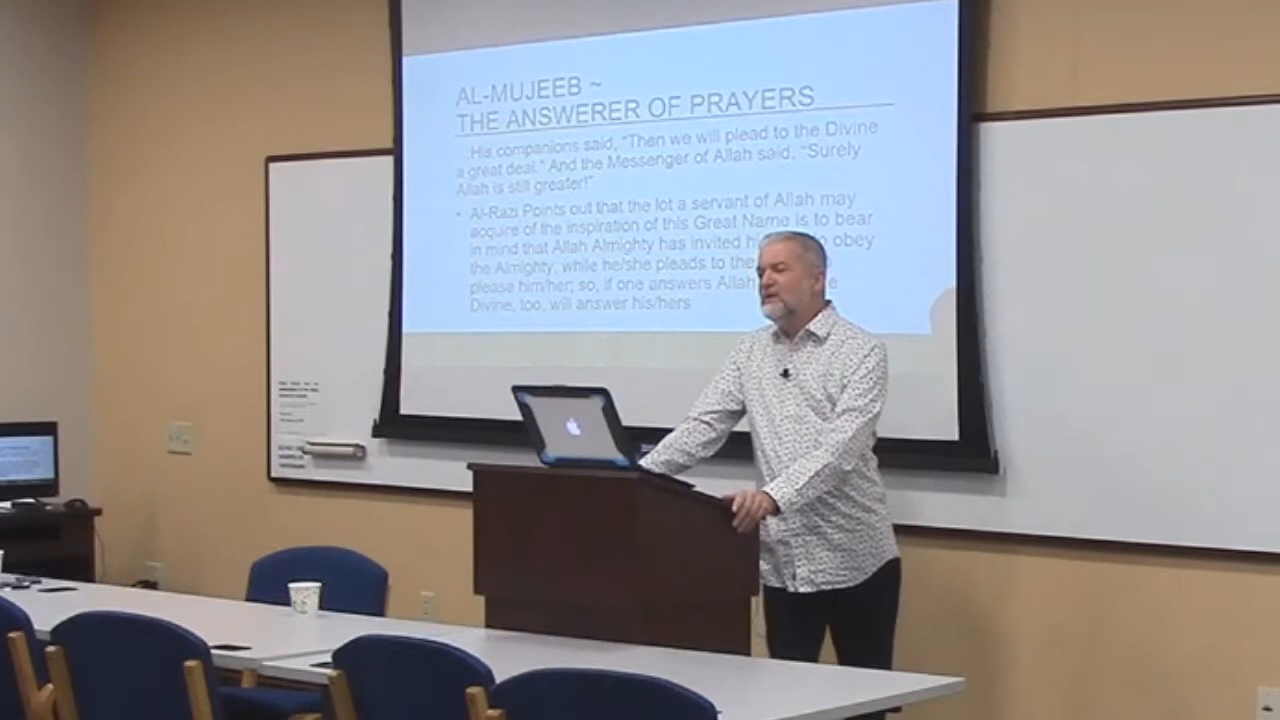 AL-MUJEEB ~
THE ANSWERER OF PRAYERS
...His companions said, “Then we will plead to the Divine
a great deal.” And the Messenger of Allah said, “Surely
Allah is still greater!”
• Al-Razi Points out that the lot a servant of Allah may
acquire of the inspiration of this Great Name is to bear
in mind that Allah Almighty has invited obey
the Almighty, while he/she pleads to the
please him/her; so, if one answers Allah
Divine, too, will answer his/hers